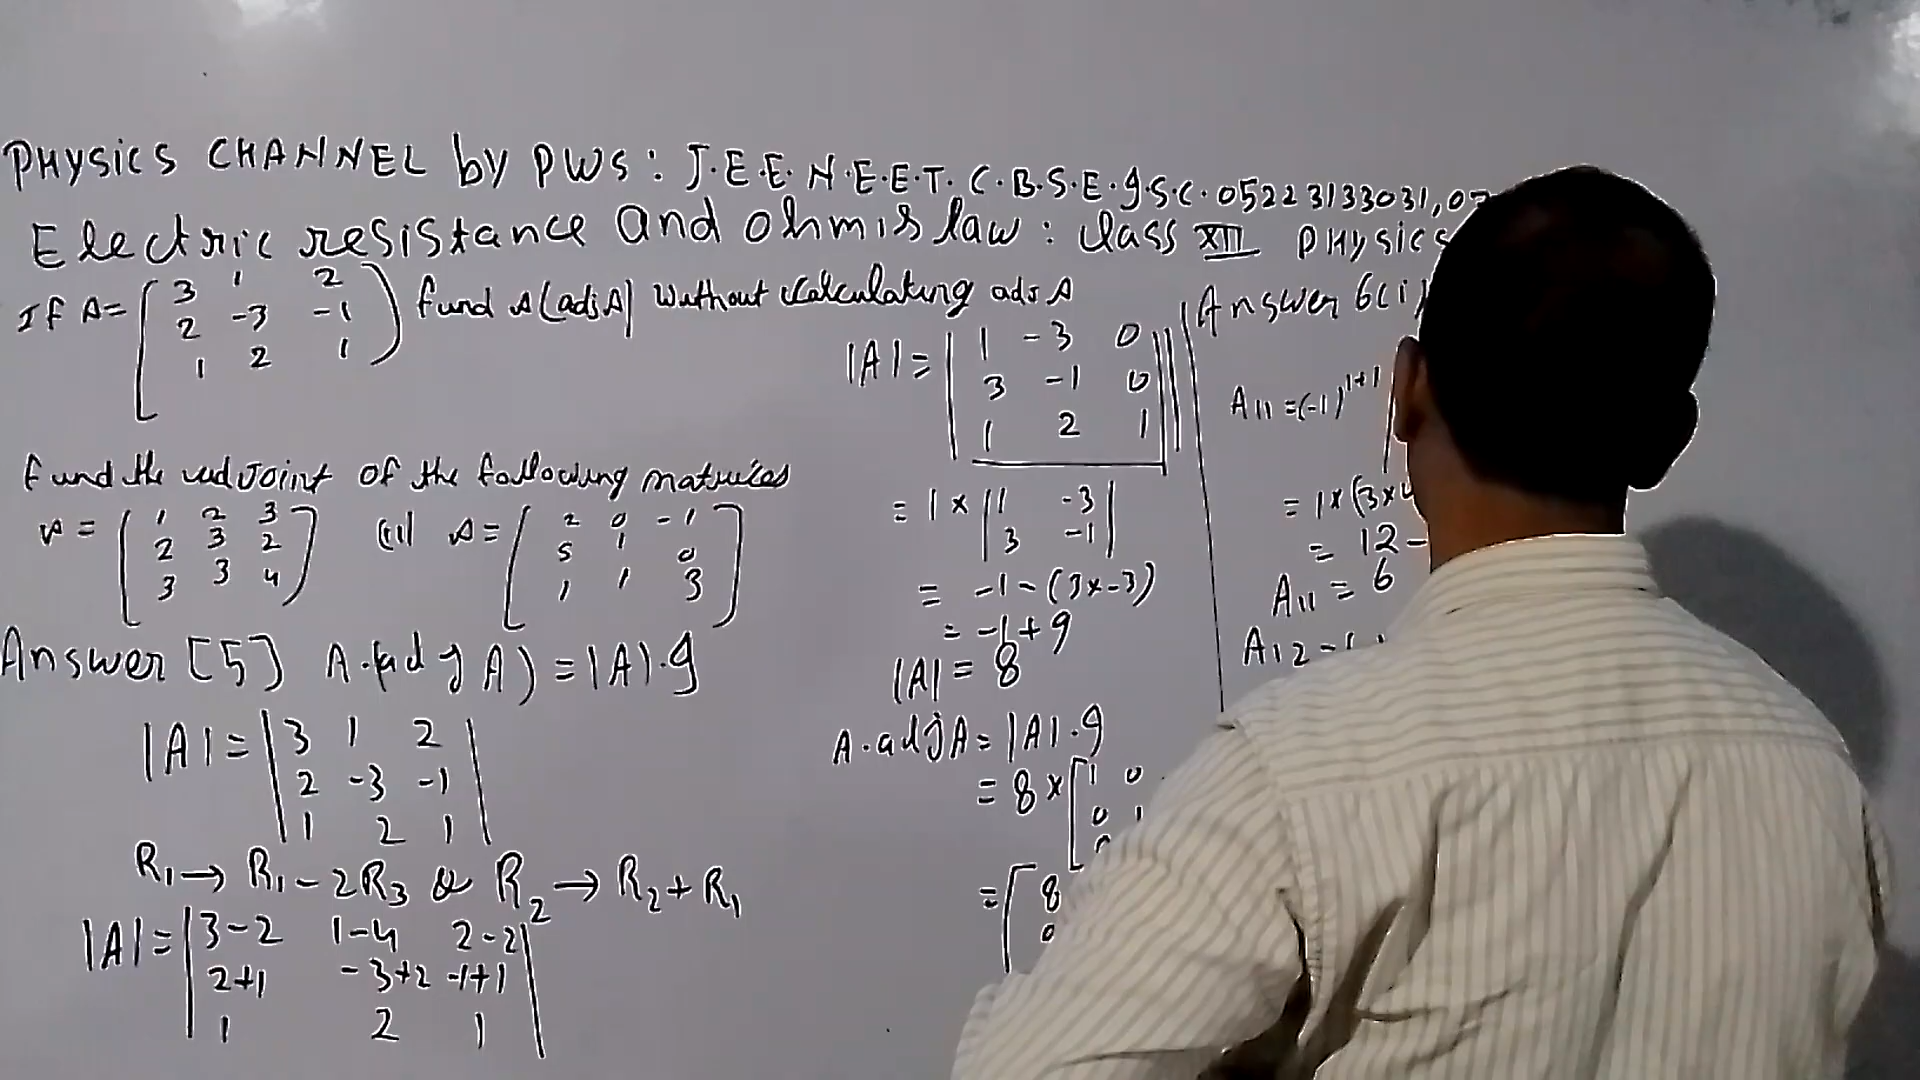 PHYSICS CHANNEL by PWS: J.E.E. N.E.E.T. C.B.S.E. I.S.C. 05223133031,
Electric resistance and ohm's law: Class XII PHYSICS
If A= [ 3 1 2
2 -3 -1
1 2 1 ] find A(adj A) without calculating adj A
find the adjoint of the following matrices
A = [ 1 2 3
2 3 2
3 3 4 ]
(ii) A = [ 2 0 -1
5 1 0
1 1 3 ]
Answer [5] A.(adj A) = |A|.I
|A| = | 3 1 2
2 -3 -1
1 2 1 |
R₁ → R₁ - 2R₃ & R₂ → R₂ + R₁
|A| = | 3-2 1-4 2-2
2+1 -3+2 -1+1
1 2 1 |
|A| = | 1 -3 0
3 -1 0
1 2 1 |
= 1 × | 1 -3
3 -1 |
= -1 - (3×-3)
= -1 + 9
|A| = 8
A.adjA = |A|.I
= 8 × [ 1 0
0 1
= [ 8
0
Answer 6(i)
A₁₁ = (-1)¹⁺¹
= 1×(3×4
= 12 -
A₁₁ = 6
A₁₂ = (